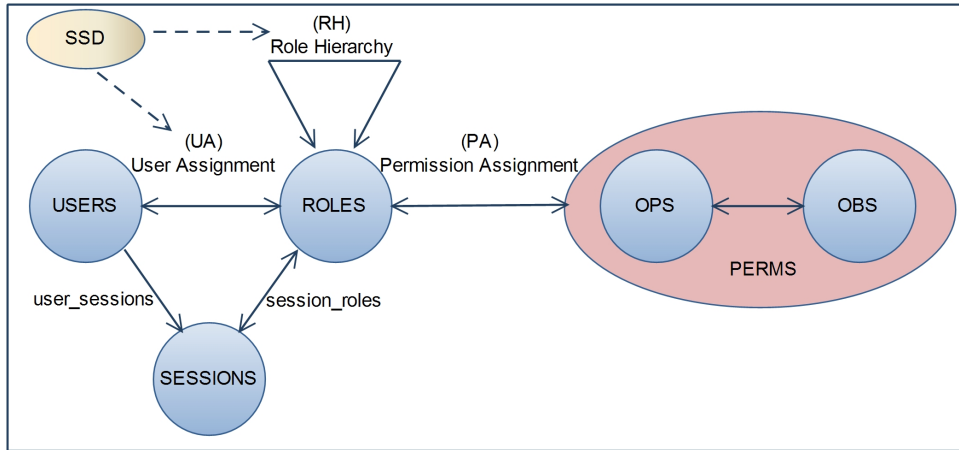 SSD
(RH)
Role Hierarchy
(UA)
User Assignment
(PA)
Permission Assignment
USERS
ROLES
OPS
OBS
PERMS
user_sessions
session_roles
SESSIONS